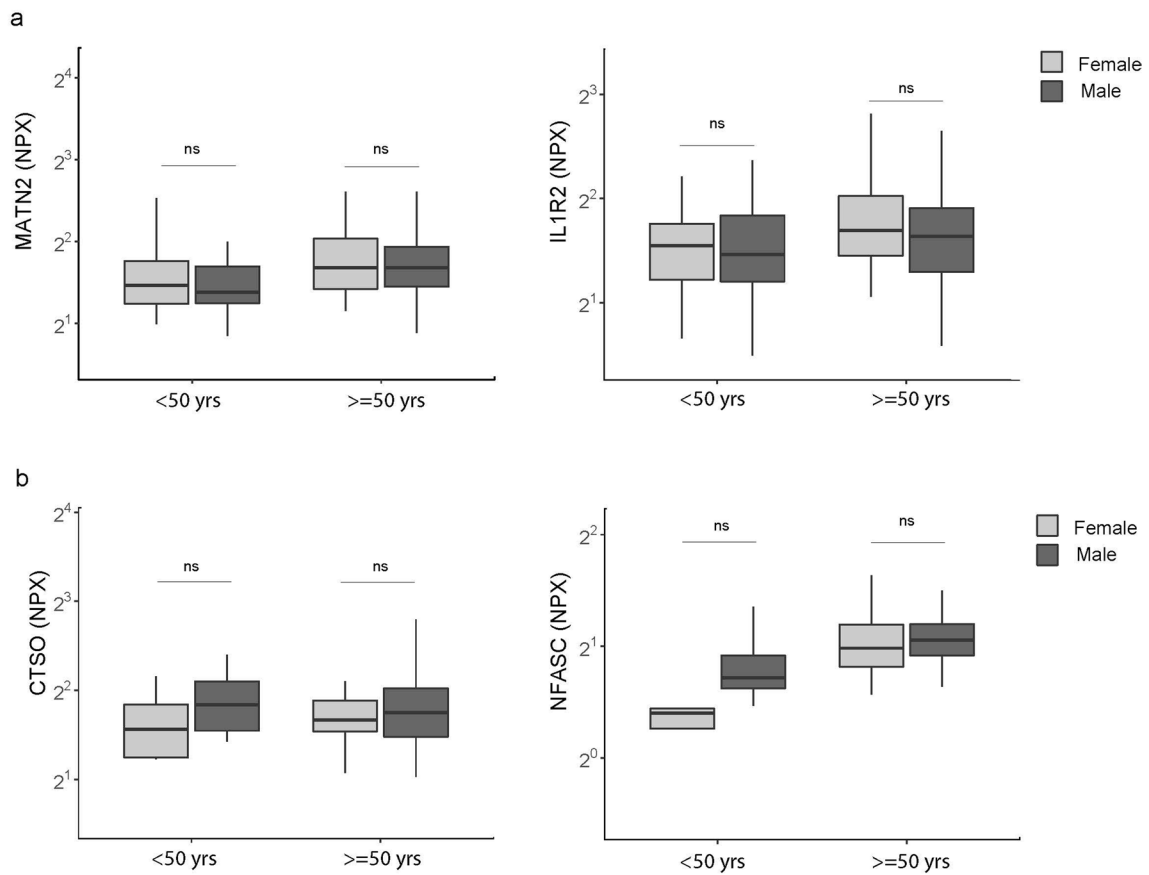 a
MATN2 (NPX)
2^4
2^3
2^2
2^1
ns
ns
<50 yrs
>=50 yrs
IL1R2 (NPX)
2^3
2^2
2^1
ns
ns
<50 yrs
>=50 yrs
Female
Male
b
CTSO (NPX)
2^4
2^3
2^2
2^1
ns
ns
<50 yrs
>=50 yrs
NFASC (NPX)
2^2
2^1
2^0
ns
ns
<50 yrs
>=50 yrs
Female
Male